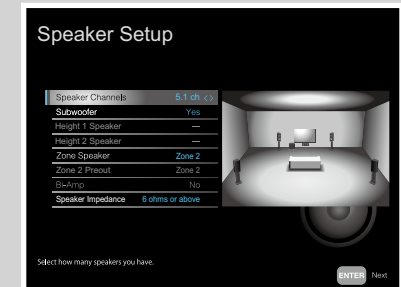 Speaker Setup
Speaker Channels 5.1 ch < >
Subwoofer Yes
Height 1 Speaker —
Height 2 Speaker —
Zone Speaker Zone 2
Zone 2 Preout Zone 2
Bi-Amp No
Speaker Impedance 6 ohms or above
Select how many speakers you have.
ENTER Next